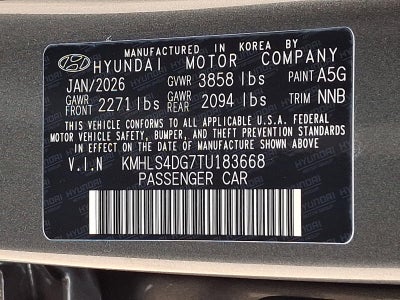 MANUFACTURED IN KOREA BY
HYUNDAI MOTOR COMPANY
JAN/2026 GVWR 3858 lbs PAINT A5G
GAWR FRONT 2271 lbs GAWR REAR 2094 lbs TRIM NNB
THIS VEHICLE CONFORMS TO ALL APPLICABLE U.S.A FEDERAL
MOTOR VEHICLE SAFETY, BUMPER, AND THEFT PREVENTION STANDARDS
IN EFFECT ON THE DATE OF MANUFACTURE SHOWN ABOVE
V.I.N KMHLS4DG7TU183668
PASSENGER CAR